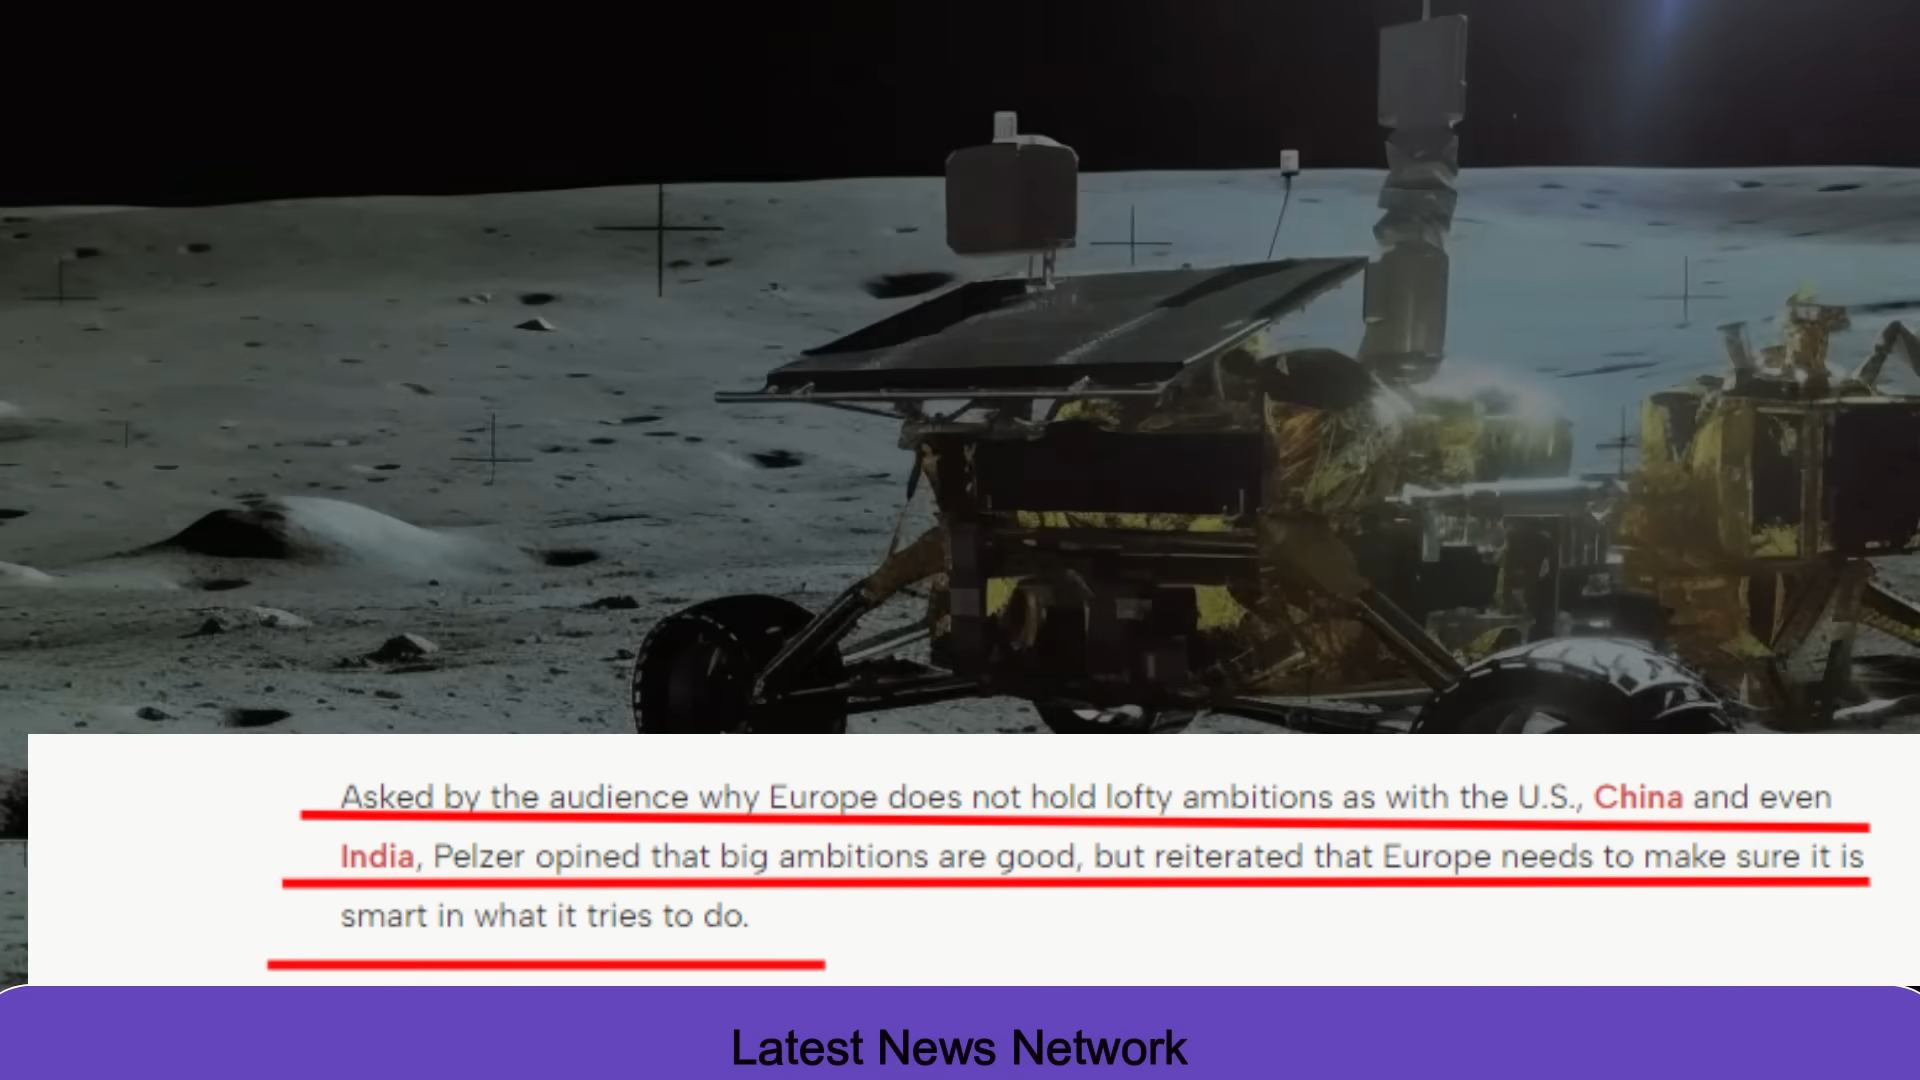 Asked by the audience why Europe does not hold lofty ambitions as with the U.S., China and even
India, Pelzer opined that big ambitions are good, but reiterated that Europe needs to make sure it is
smart in what it tries to do.
Latest News Network